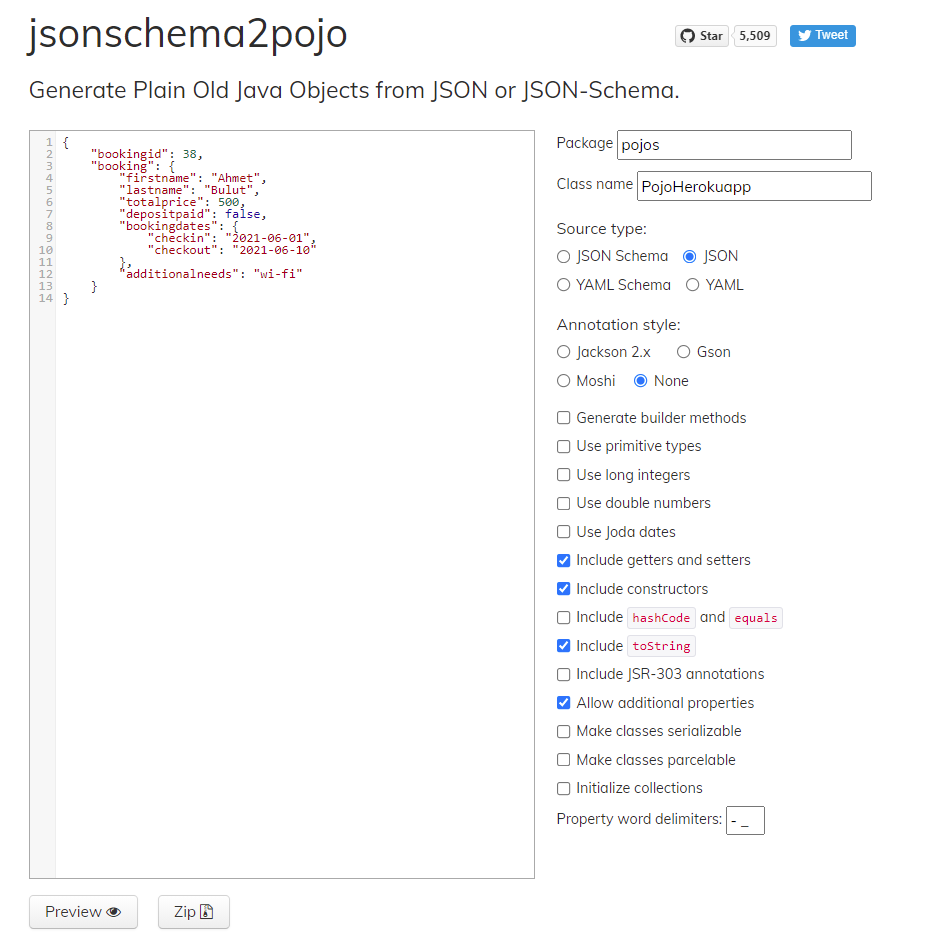 jsonschema2pojo
Star 5,509 Tweet
Generate Plain Old Java Objects from JSON or JSON-Schema.
1 {
2 "bookingid": 38,
3 "booking": {
4 "firstname": "Ahmet",
5 "lastname": "Bulut",
6 "totalprice": 500,
7 "depositpaid": false,
8 "bookingdates": {
9 "checkin": "2021-06-01",
10 "checkout": "2021-06-10"
11 },
12 "additionalneeds": "wi-fi"
13 }
14 }
Package pojos
Class name PojoHerokuapp
Source type:
JSON Schema JSON
YAML Schema YAML
Annotation style:
Jackson 2.x Gson
Moshi None
Generate builder methods
Use primitive types
Use long integers
Use double numbers
Use Joda dates
Include getters and setters
Include constructors
Include hashCode and equals
Include toString
Include JSR-303 annotations
Allow additional properties
Make classes serializable
Make classes parcelable
Initialize collections
Property word delimiters: - _
Preview Zip